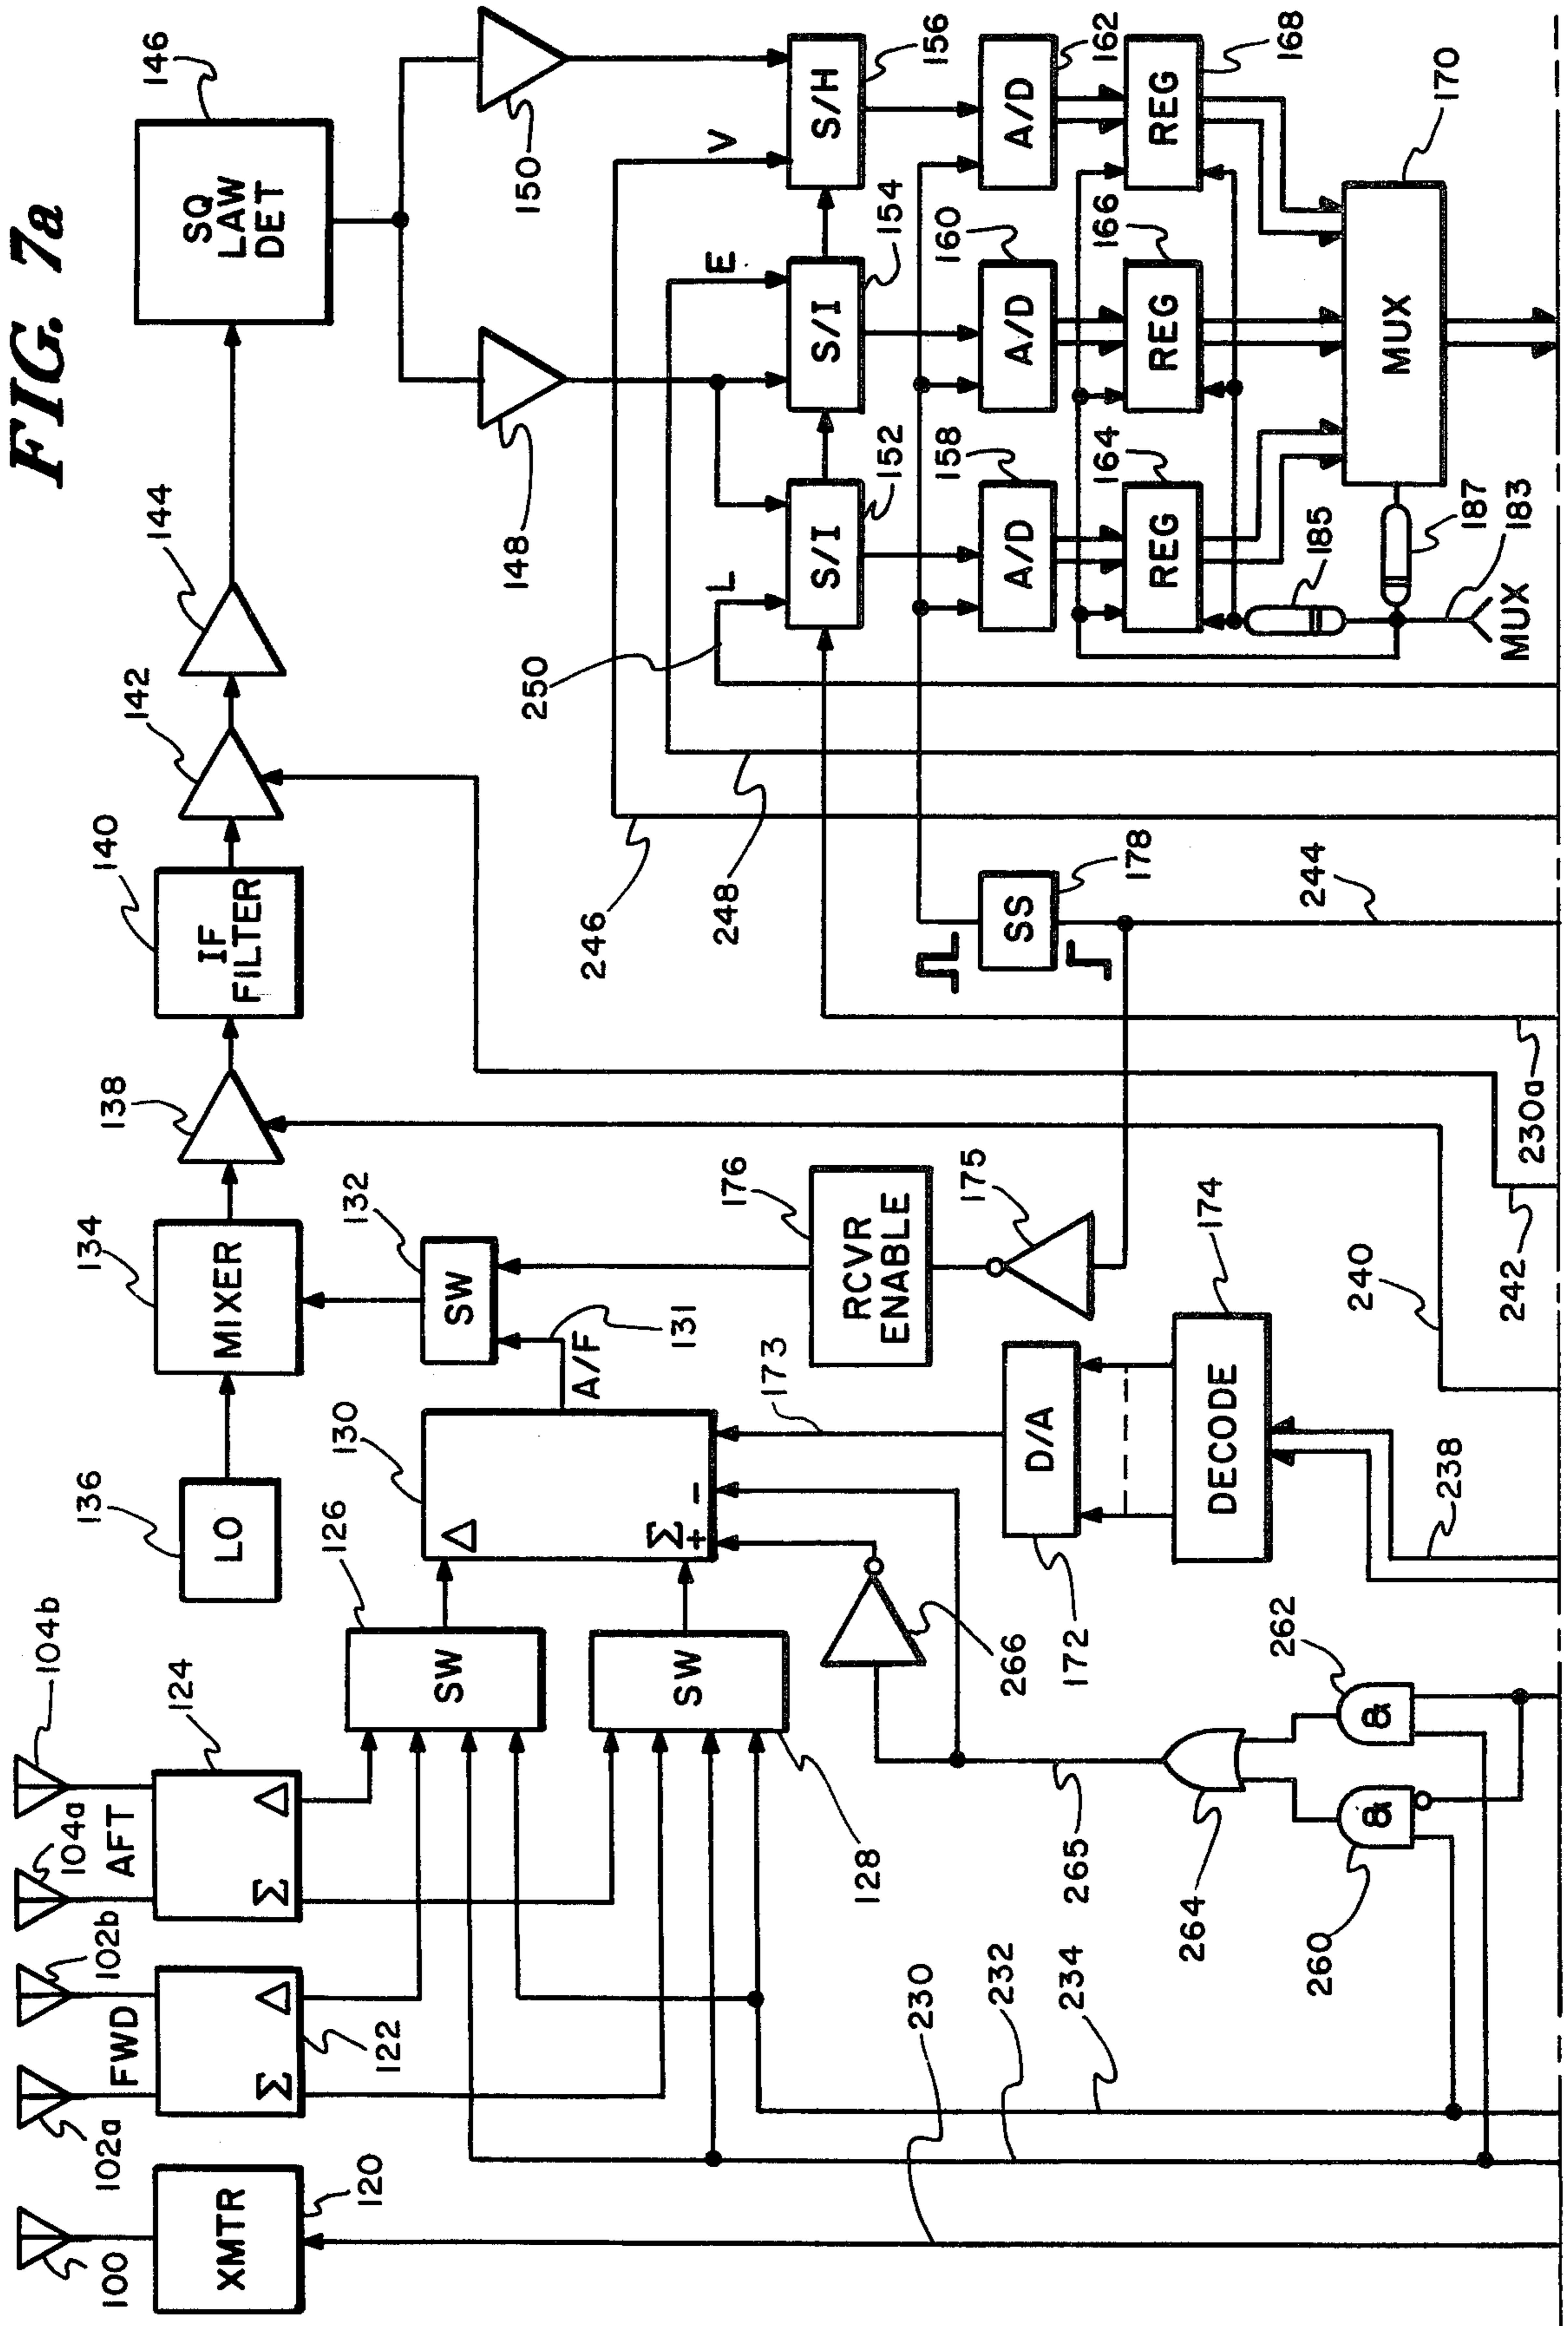 FIG. 7a
100
102a
FWD
102b
104a
AFT
104b
XMTR
120
Σ
Δ
122
Σ
Δ
124
136
LO
134
MIXER
138
140
IF
FILTER
142
144
146
SQ
LAW
DET
126
SW
SW
128
130
Δ
Σ
+
-
A/F
131
132
SW
148
150
L
E
V
S/I
152
S/I
154
S/H
156
250
246
248
176
RCVR
ENABLE
175
173
266
SS
178
A/D
158
A/D
160
A/D
162
REG
164
REG
166
REG
168
D/A
172
DECODE
174
230
232
234
265
264
260
&
&
262
238
240
242
230a
244
185
187
183
MUX
MUX
170